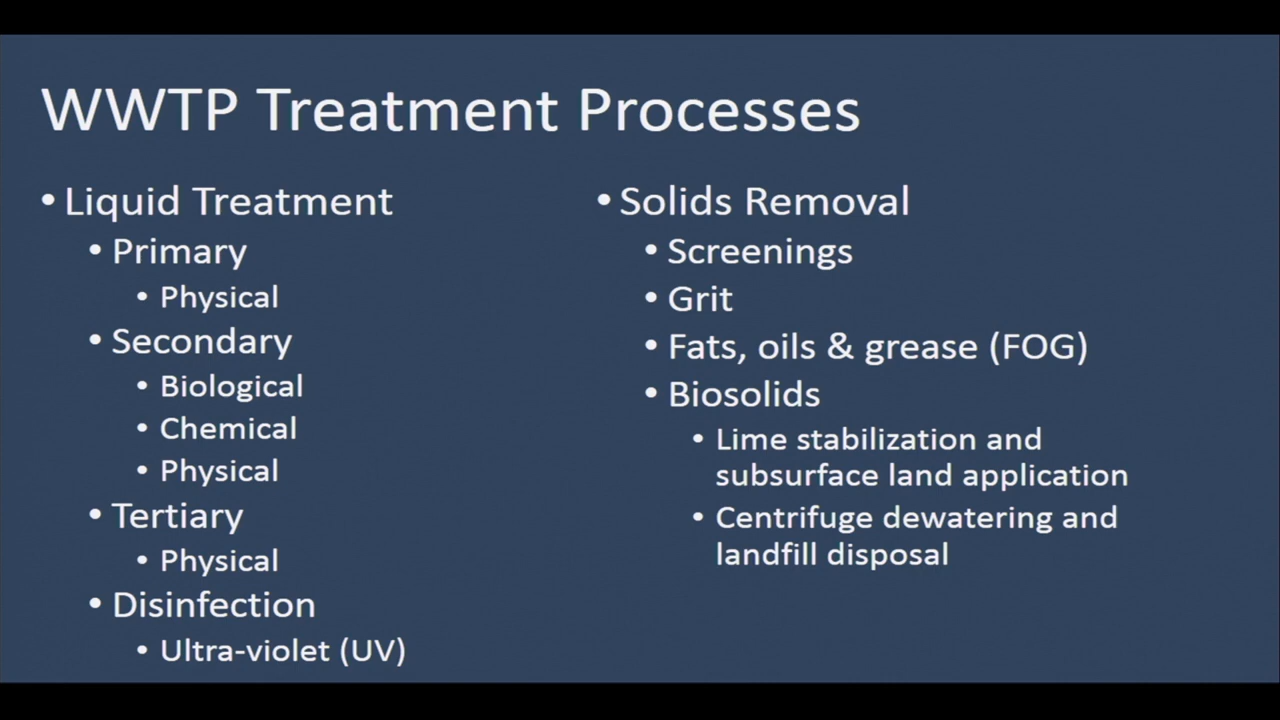 WWTP Treatment Processes
• Liquid Treatment
• Primary
• Physical
• Secondary
• Biological
• Chemical
• Physical
• Tertiary
• Physical
• Disinfection
• Ultra-violet (UV)
• Solids Removal
• Screenings
• Grit
• Fats, oils & grease (FOG)
• Biosolids
• Lime stabilization and
subsurface land application
• Centrifuge dewatering and
landfill disposal